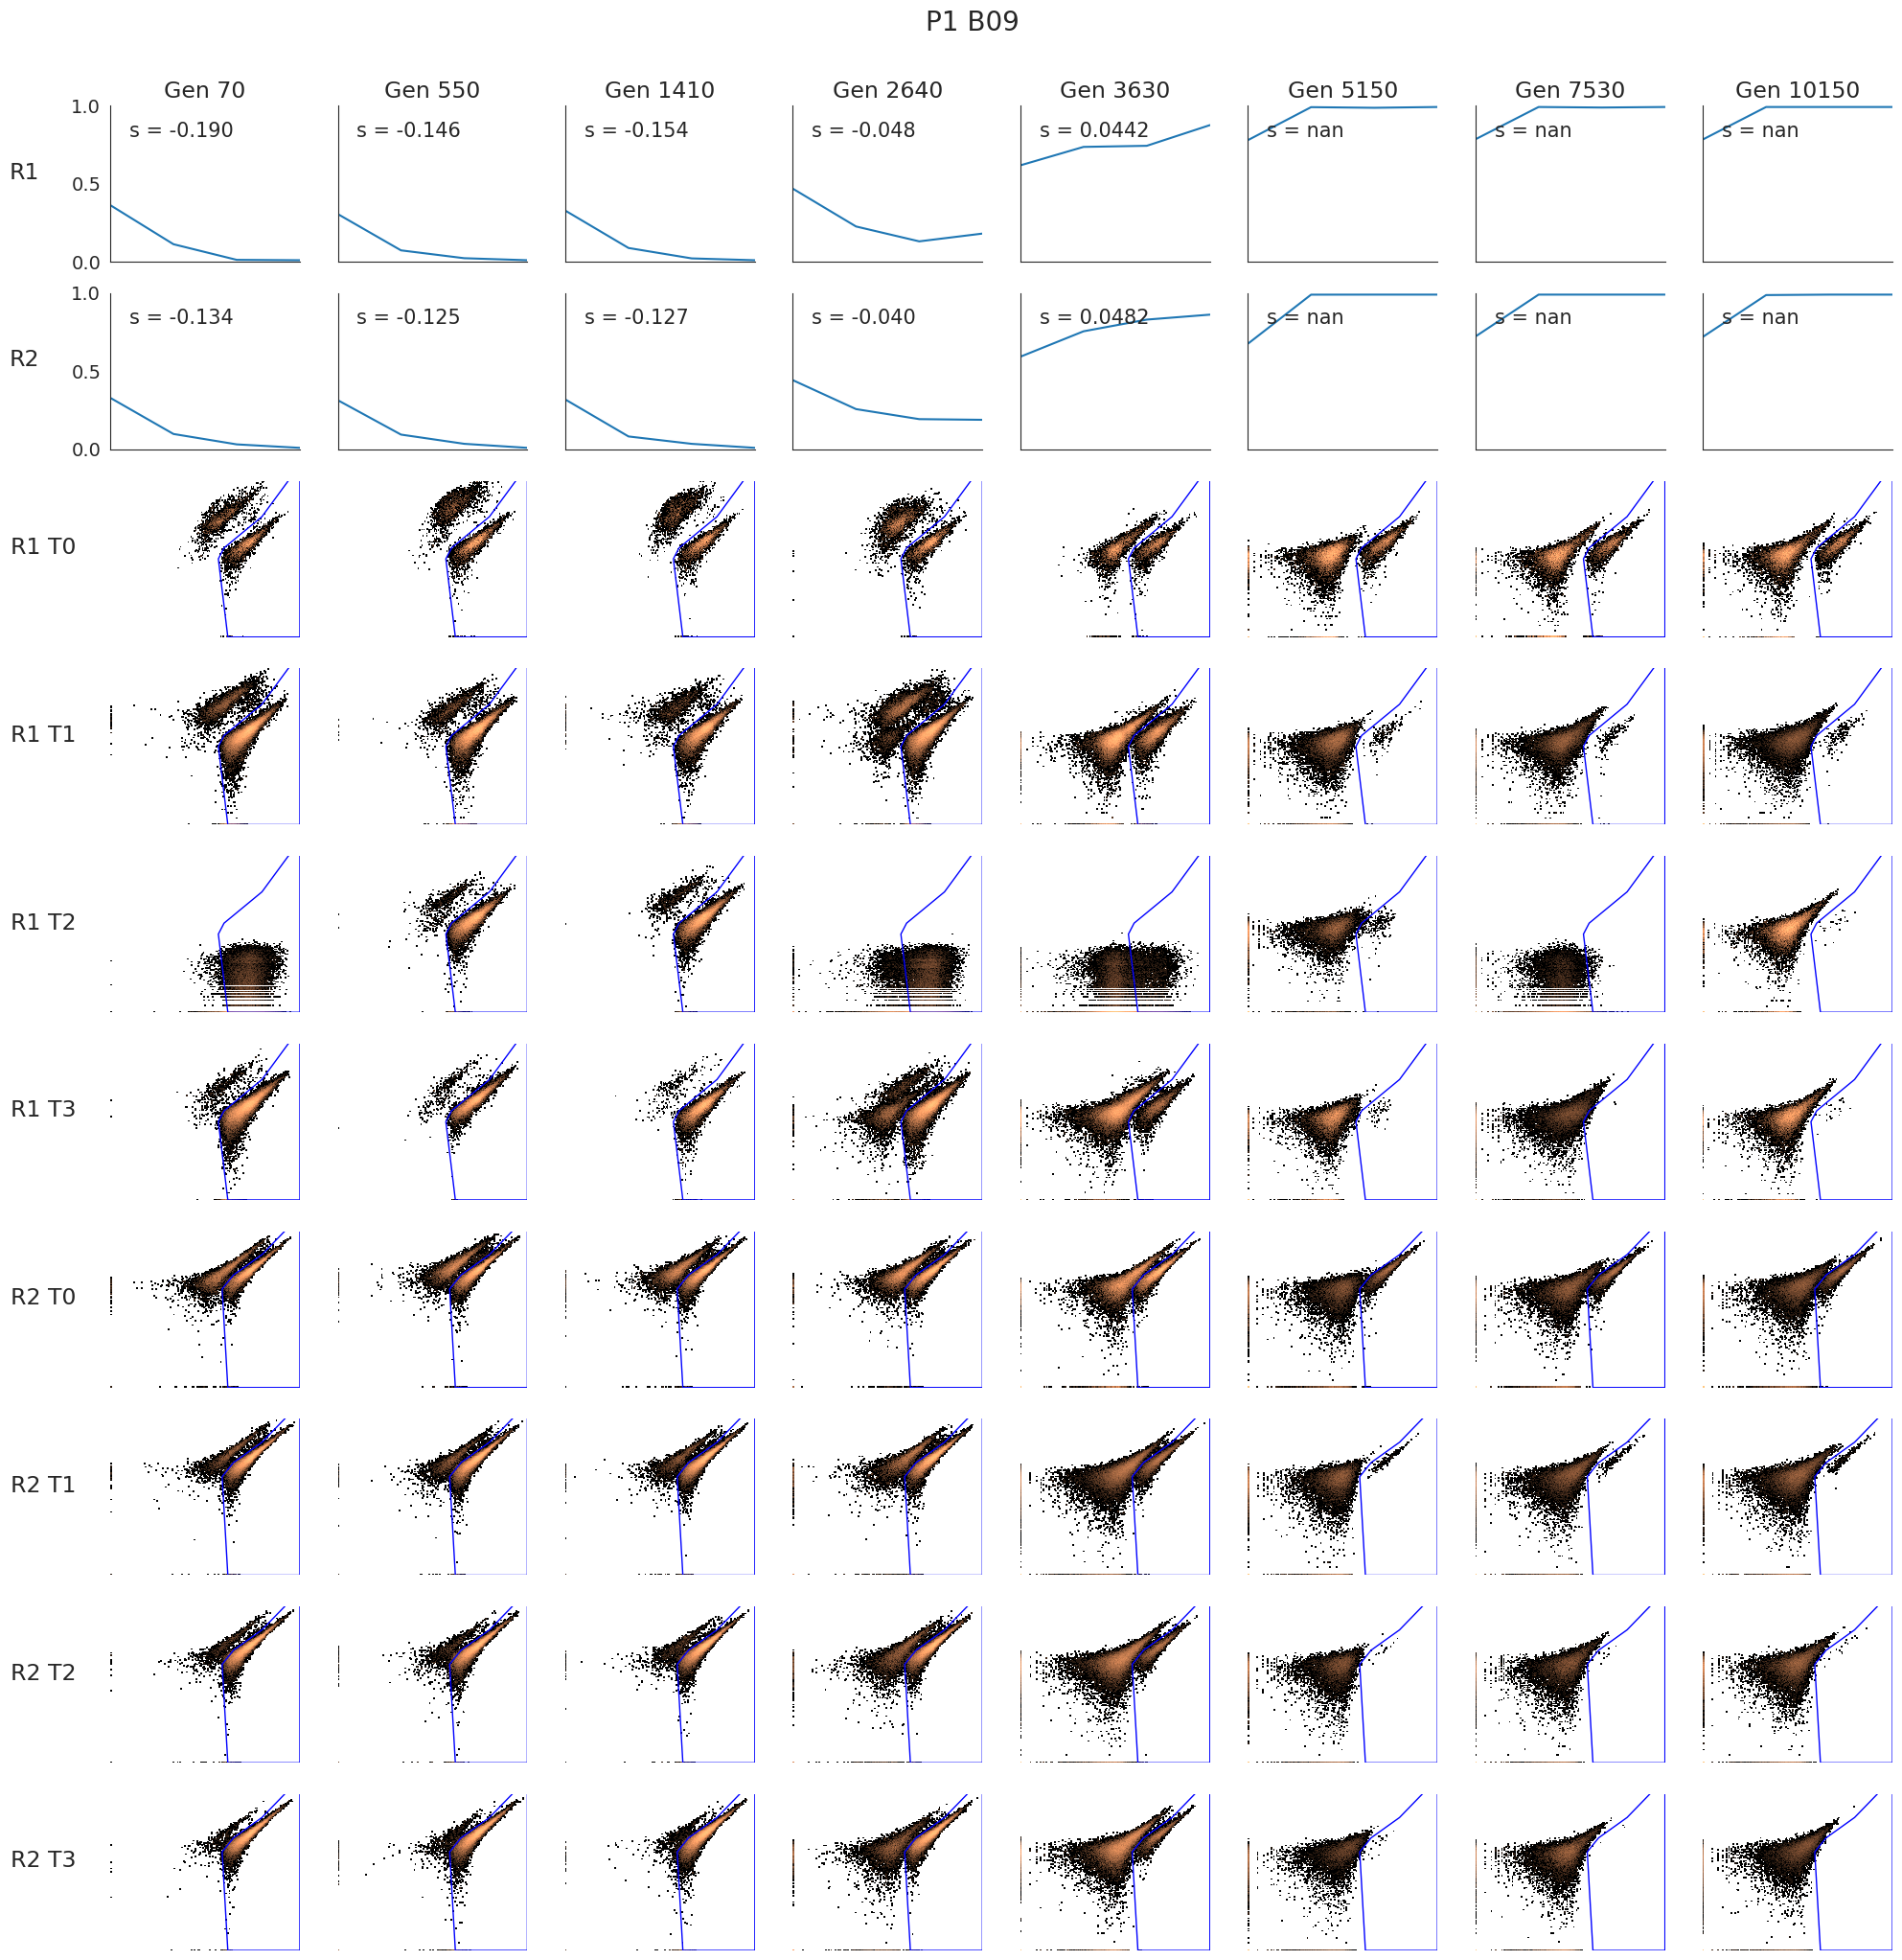 P1 B09
Gen 70 Gen 550 Gen 1410 Gen 2640 Gen 3630 Gen 5150 Gen 7530 Gen 10150
1.0
s = -0.190 s = -0.146 s = -0.154 s = -0.048 s = 0.0442 s = nan s = nan s = nan
R1
0.5
0.0
1.0
s = -0.134 s = -0.125 s = -0.127 s = -0.040 s = 0.0482 s = nan s = nan s = nan
R2
0.5
0.0
R1 T0
R1 T1
R1 T2
R1 T3
R2 T0
R2 T1
R2 T2
R2 T3